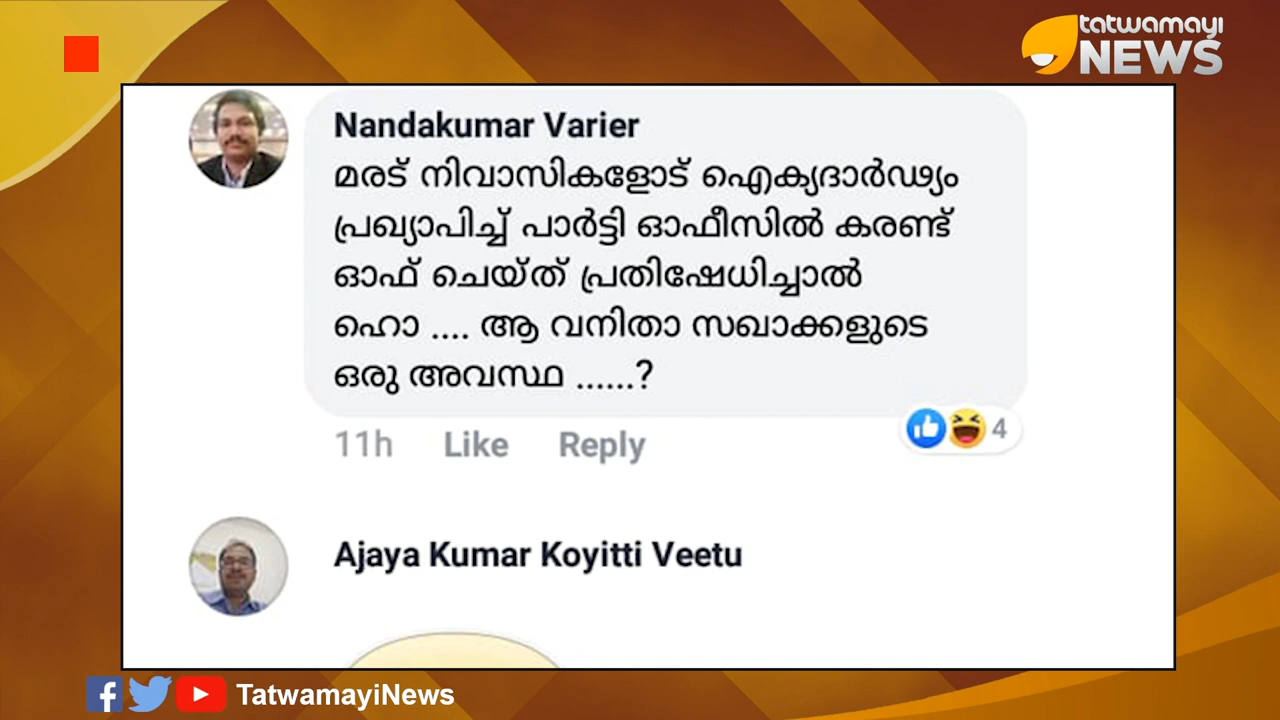 tatwamayi
NEWS
Nandakumar Varier
മരട് നിവാസികളോട് ഐക്യദാർഢ്യം
പ്രഖ്യാപിച്ച് പാർട്ടി ഓഫീസിൽ കരണ്ട്
ഓഫ് ചെയ്ത് പ്രതിഷേധിച്ചാൽ
ഹൊ .... ആ വനിതാ സഖാക്കളുടെ
ഒരു അവസ്ഥ ......?
4
11h Like Reply
Ajaya Kumar Koyitti Veetu
TatwamayiNews